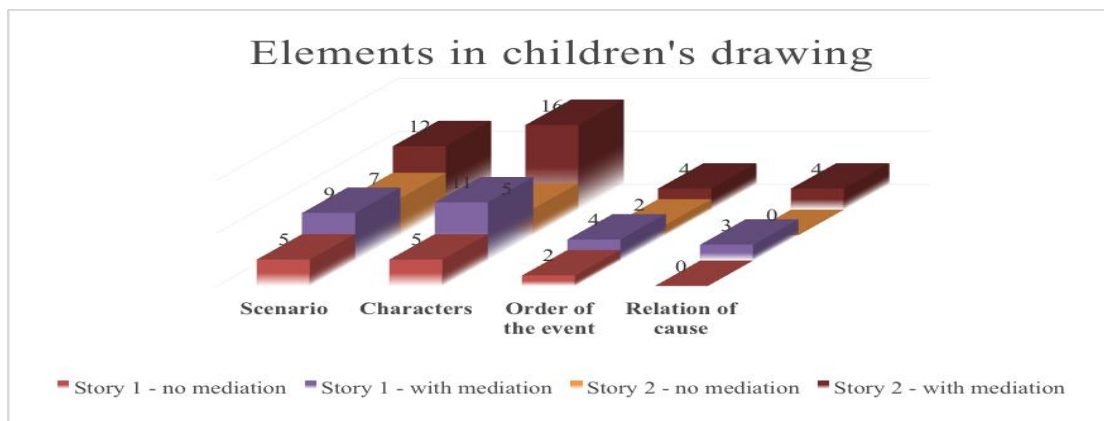 Elements in children's drawing
16
12
4
4
7
11
5
9
2
0
4
3
5
5
2
0
Scenario
Characters
Order of
the event
Relation of
cause
Story 1 - no mediation
Story 1 - with mediation
Story 2 - no mediation
Story 2 - with mediation